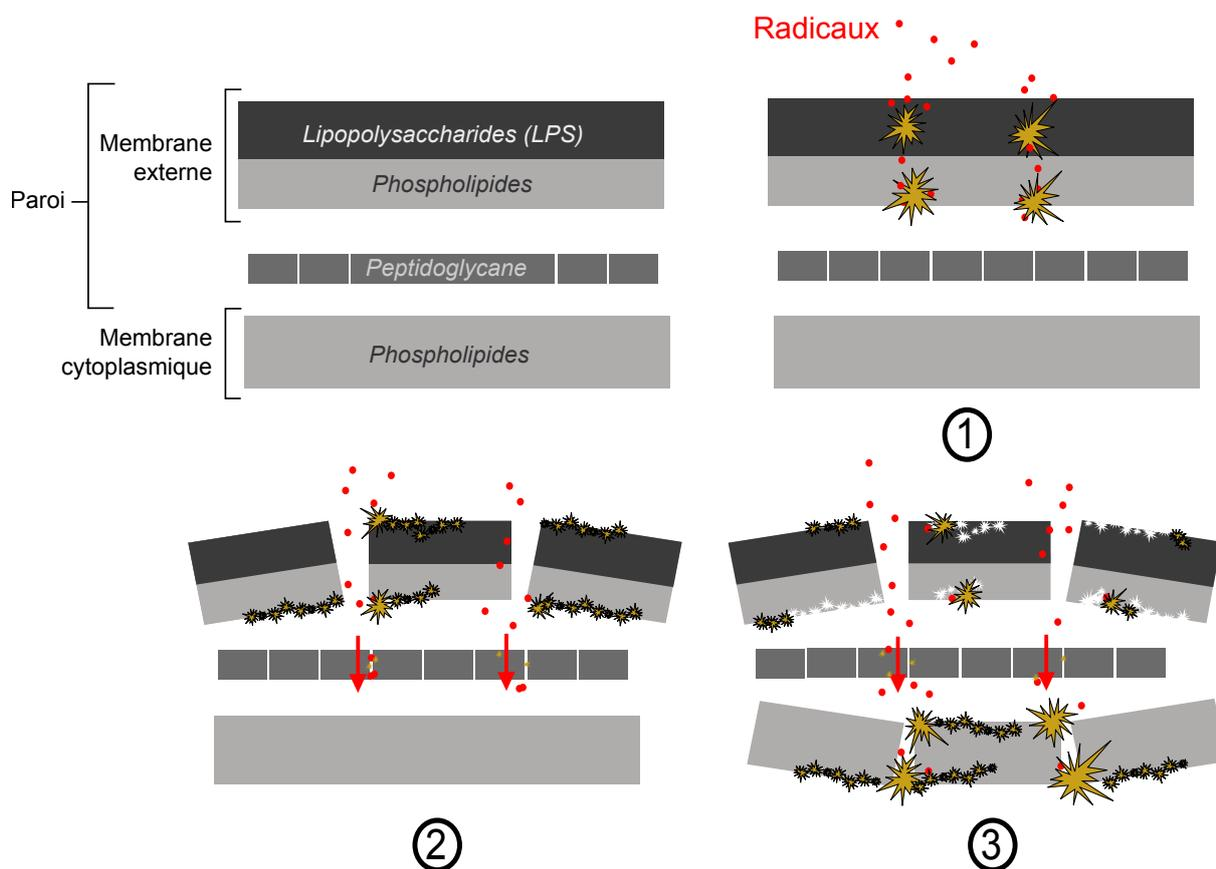 Radicaux
Membrane
externe
Lipopolysaccharides (LPS)
Phospholipides
Paroi
Peptidoglycane
Membrane
cytoplasmique
Phospholipides
1
2
3